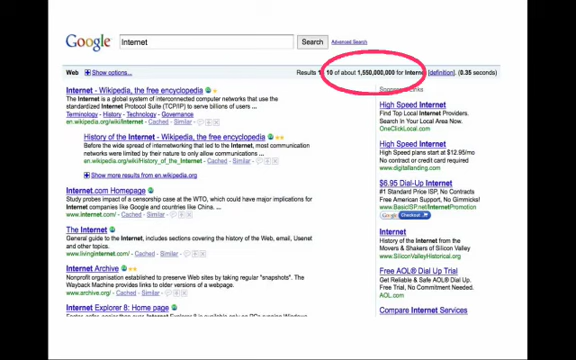 Google
Internet
Search
Advanced Search
Web
Show options...
Results 1 10 of about 1,550,000,000 for Internet [definition]. (0.35 seconds)
Internet - Wikipedia, the free encyclopedia
The Internet is a global system of interconnected computer networks that use the
standardized Internet Protocol Suite (TCP/IP) to serve billions of users ...
Terminology - History - Technology - Governance
en.wikipedia.org/wiki/Internet - Cached - Similar
History of the Internet - Wikipedia, the free encyclopedia
Before the wide spread of internetworking that led to the Internet, most communication
networks were limited by their nature to only allow communications ...
en.wikipedia.org/wiki/History_of_the_Internet - Cached - Similar
Show more results from en.wikipedia.org
Internet.com Homepage
Study probes impact of a censorship case at the WTO, which could have major implications for
Internet companies like Google and countries like China. ...
www.internet.com/ - Cached - Similar
The Internet
General guide to the Internet, includes sections covering the history of the Web, email, Usenet
and other topics.
www.livinginternet.com/ - Cached - Similar
Internet Archive
Nonprofit organisation established to preserve Web sites by taking regular "snapshots". The
Wayback Machine provides links to older versions of a webpage.
www.archive.org/ - Cached - Similar
Internet Explorer 8: Home page
Sponsored Links
High Speed Internet
Find Top Local Internet Providers.
Search In Your Local Area Now.
OneClickLocal.com
High Speed Internet
High Speed plans start at $12.95/mo
No contract or credit card required
www.digitallanding.com
$6.95 Dial-Up Internet
#1 Standard Price ISP, No Contracts
Free American Support, No Gimmicks!
www.BasicISP.net/InternetPromotion
Google Checkout
Internet
History of the Internet from the
Movers & Shakers of Silicon Valley
www.SiliconValleyHistorical.org
Free AOL® Dial Up Trial
Get Reliable & Safe AOL® Dial-Up
No Commitment Needed!
AOL.com
Compare Internet Services